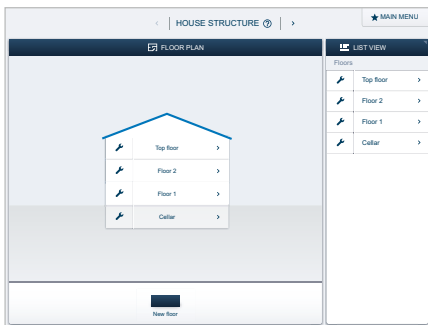 HOUSE STRUCTURE
MAIN MENU
FLOOR PLAN
Top floor
Floor 2
Floor 1
Cellar
New floor
LIST VIEW
Floors
Top floor
Floor 2
Floor 1
Cellar